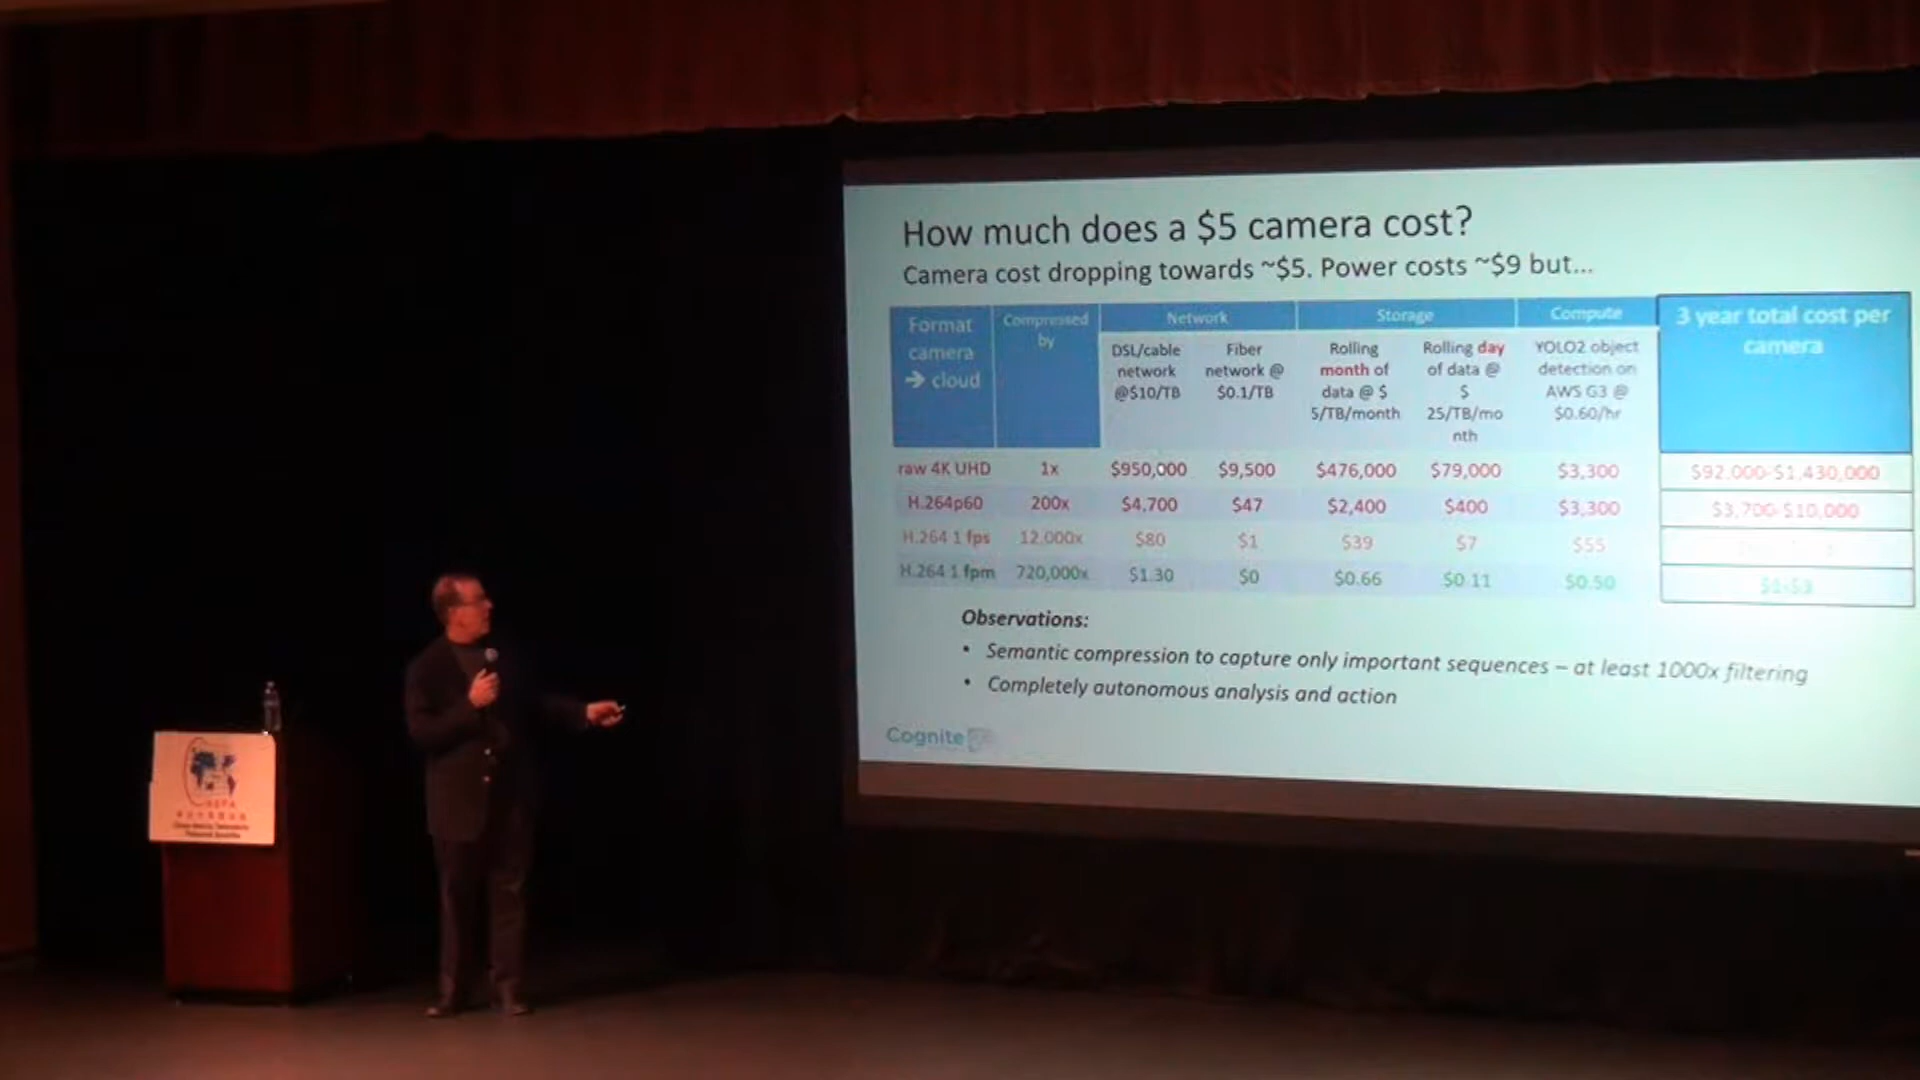 How much does a $5 camera cost?
Camera cost dropping towards ~$5. Power costs ~$9 but...
Format camera → cloud
Compressed by
Network
Storage
Compute
3 year total cost per camera
DSL/cable network @$10/TB
Fiber network @ $0.1/TB
Rolling month of data @ $ 5/TB/month
Rolling day of data @ $ 25/TB/mo nth
YOLO2 object detection on AWS G3 @ $0.60/hr
raw 4K UHD 1x $950,000 $9,500 $476,000 $79,000 $3,300 $92,000-$1,430,000
H.264p60 200x $4,700 $47 $2,400 $400 $3,300 $3,700-$10,000
H.264 1 fps 12,000x $80 $1 $39 $7 $55
H.264 1 fpm 720,000x $1.30 $0 $0.66 $0.11 $0.50 $1-$3
Observations:
• Semantic compression to capture only important sequences – at least 1000x filtering
• Completely autonomous analysis and action
Cognite